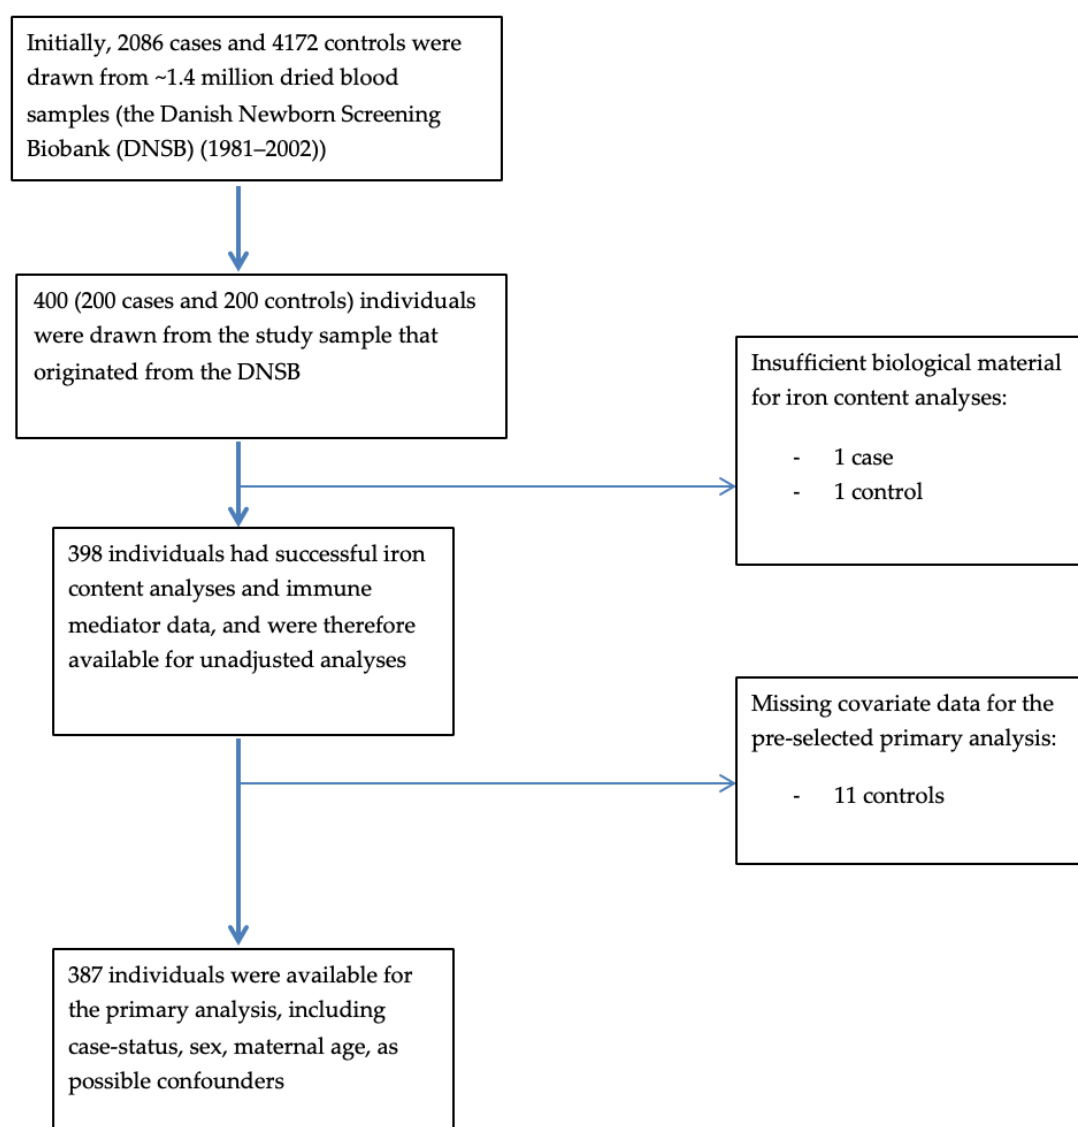 Initially, 2086 cases and 4172 controls were
drawn from ~1.4 million dried blood
samples (the Danish Newborn Screening
Biobank (DNSB) (1981–2002))
400 (200 cases and 200 controls) individuals
were drawn from the study sample that
originated from the DNSB
Insufficient biological material
for iron content analyses:
- 1 case
- 1 control
398 individuals had successful iron
content analyses and immune
mediator data, and were therefore
available for unadjusted analyses
Missing covariate data for the
pre-selected primary analysis:
- 11 controls
387 individuals were available for
the primary analysis, including
case-status, sex, maternal age, as
possible confounders